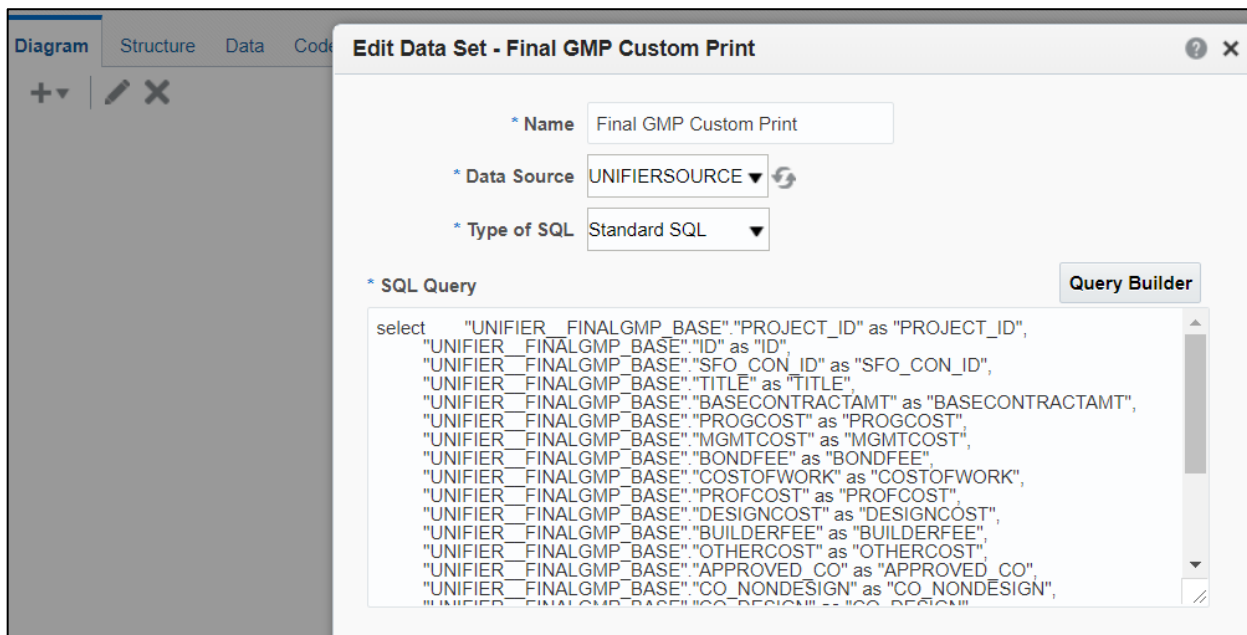 Diagram Structure Data Code
Edit Data Set - Final GMP Custom Print
* Name Final GMP Custom Print
* Data Source UNIFIERSOURCE
* Type of SQL Standard SQL
* SQL Query
Query Builder
select "UNIFIER__FINALGMP_BASE"."PROJECT_ID" as "PROJECT_ID",
"UNIFIER__FINALGMP_BASE"."ID" as "ID",
"UNIFIER__FINALGMP_BASE"."SFO_CON_ID" as "SFO_CON_ID",
"UNIFIER__FINALGMP_BASE"."TITLE" as "TITLE",
"UNIFIER__FINALGMP_BASE"."BASECONTRACTAMT" as "BASECONTRACTAMT",
"UNIFIER__FINALGMP_BASE"."PROGCOST" as "PROGCOST",
"UNIFIER__FINALGMP_BASE"."MGMTCOST" as "MGMTCOST",
"UNIFIER__FINALGMP_BASE"."BONDFEE" as "BONDFEE",
"UNIFIER__FINALGMP_BASE"."COSTOFWORK" as "COSTOFWORK",
"UNIFIER__FINALGMP_BASE"."PROFCOST" as "PROFCOST",
"UNIFIER__FINALGMP_BASE"."DESIGNCOST" as "DESIGNCOST",
"UNIFIER__FINALGMP_BASE"."BUILDERFEE" as "BUILDERFEE",
"UNIFIER__FINALGMP_BASE"."OTHERCOST" as "OTHERCOST",
"UNIFIER__FINALGMP_BASE"."APPROVED_CO" as "APPROVED_CO",
"UNIFIER__FINALGMP_BASE"."CO_NONDESIGN" as "CO_NONDESIGN",
"UNIFIER__FINALGMP_BASE"."CO_DESIGN" as "CO_DESIGN",